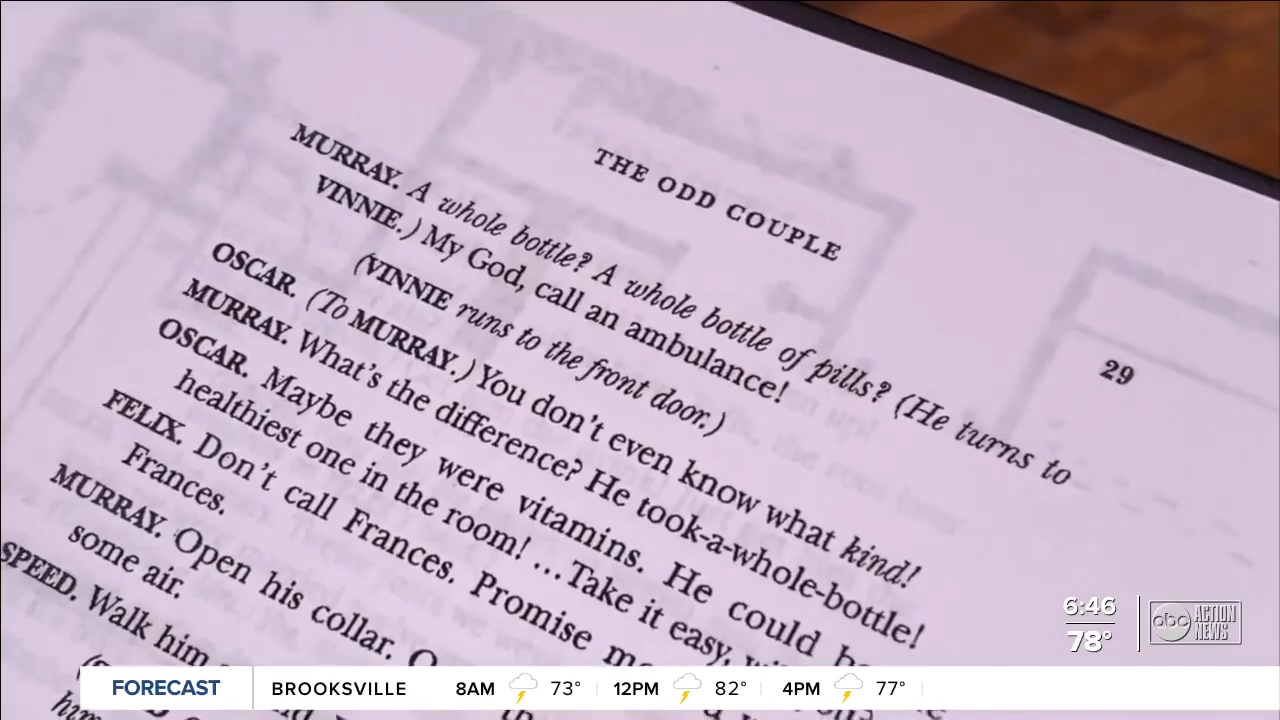 THE ODD COUPLE
29
MURRAY. A whole bottle? A whole bottle of pills? (He turns to
VINNIE.) My God, call an ambulance!
(VINNIE runs to the front door.)
OSCAR. (To MURRAY.) You don't even know what kind!
MURRAY. What's the difference? He took-a-whole-bottle!
OSCAR. Maybe they were vitamins. He could
healthiest one in the room! ... Take it easy,
FELIX. Don't call Frances. Promise
Frances.
MURRAY. Open his collar.
some air.
SPEED. Walk him
6:46
78°
abc ACTION NEWS
FORECAST BROOKSVILLE 8AM 73° 12PM 82° 4PM 77°